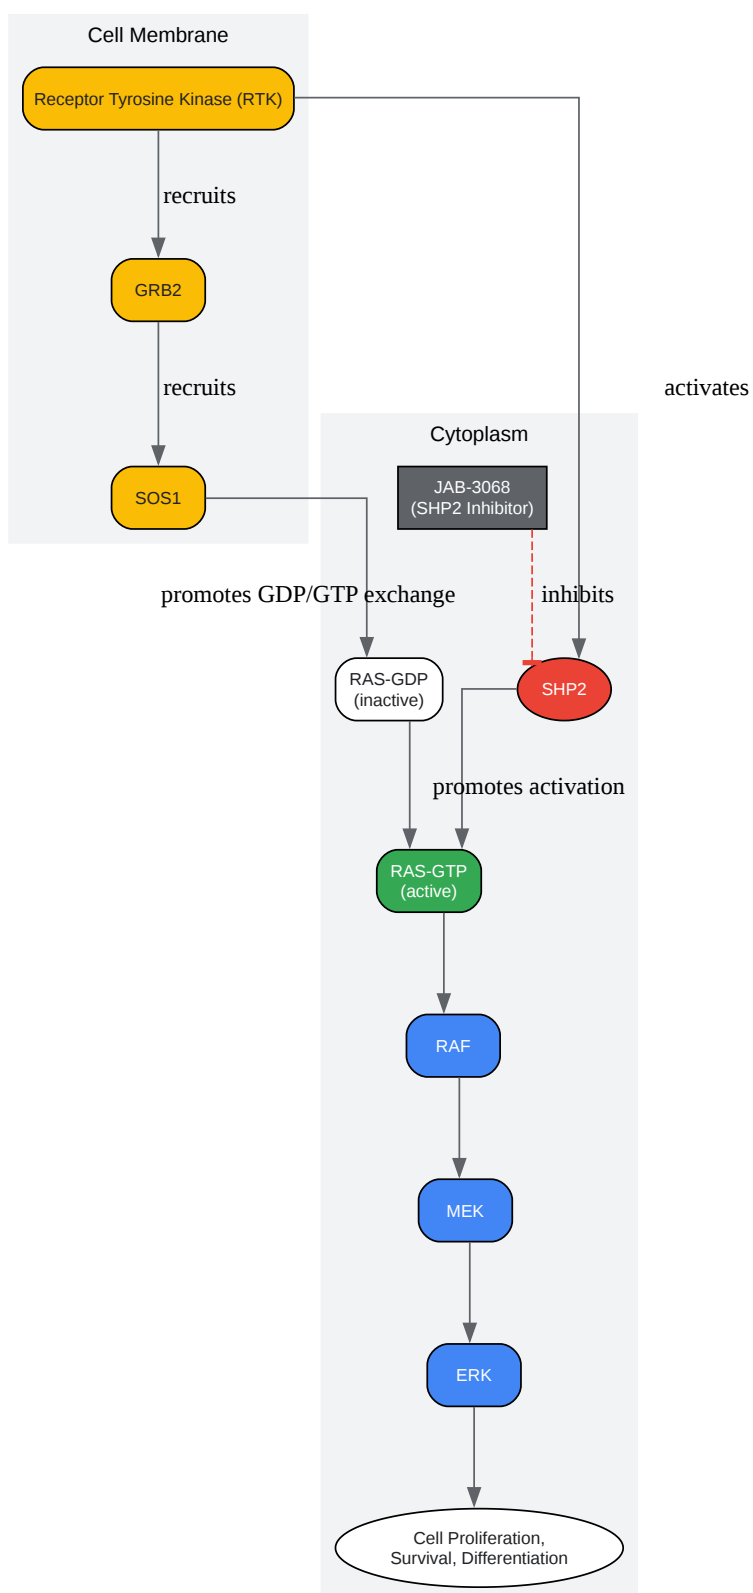 Cell Membrane
Receptor Tyrosine Kinase (RTK)
recruits
GRB2
recruits
activates
Cytoplasm
SOS1
JAB-3068
(SHP2 Inhibitor)
promotes GDP/GTP exchange
inhibits
RAS-GDP
(inactive)
SHP2
promotes activation
RAS-GTP
(active)
RAF
MEK
ERK
Cell Proliferation,
Survival, Differentiation